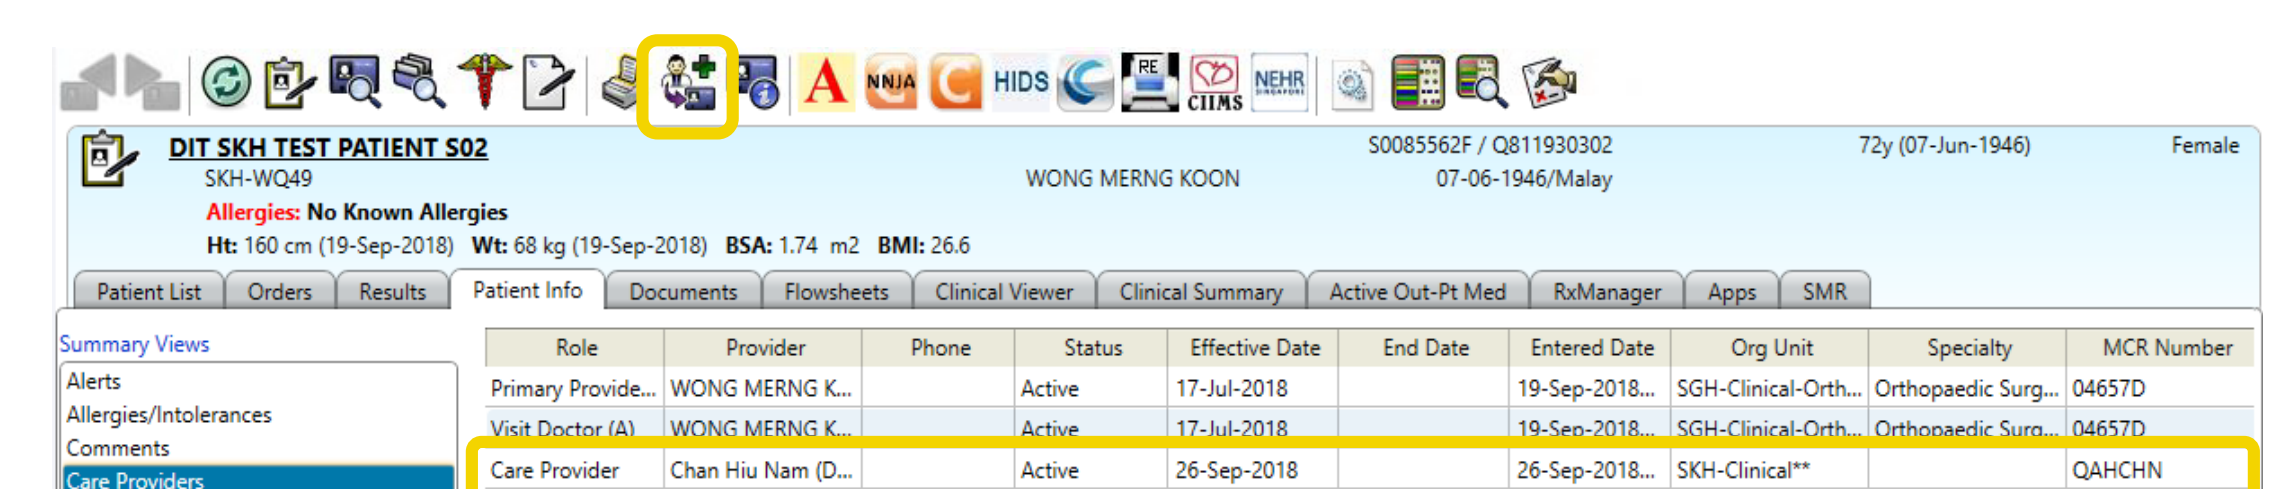 A NNJA C HIDS C RE CIIMS NEHR SINGAPORE
DIT SKH TEST PATIENT S02 S0085562F / Q811930302 72y (07-Jun-1946) Female
SKH-WQ49 WONG MERNG KOON 07-06-1946/Malay
Allergies: No Known Allergies
Ht: 160 cm (19-Sep-2018) Wt: 68 kg (19-Sep-2018) BSA: 1.74 m2 BMI: 26.6
Patient List Orders Results Patient Info Documents Flowsheets Clinical Viewer Clinical Summary Active Out-Pt Med RxManager Apps SMR
Summary Views
Alerts
Allergies/Intolerances
Comments
Care Providers
Role Provider Phone Status Effective Date End Date Entered Date Org Unit Specialty MCR Number
Primary Provide... WONG MERNG K... Active 17-Jul-2018 19-Sep-2018... SGH-Clinical-Orth... Orthopaedic Surg... 04657D
Visit Doctor (A) WONG MERNG K... Active 17-Jul-2018 19-Sep-2018... SGH-Clinical-Orth... Orthopaedic Surg... 04657D
Care Provider Chan Hiu Nam (D... Active 26-Sep-2018 26-Sep-2018... SKH-Clinical** QAHCHN